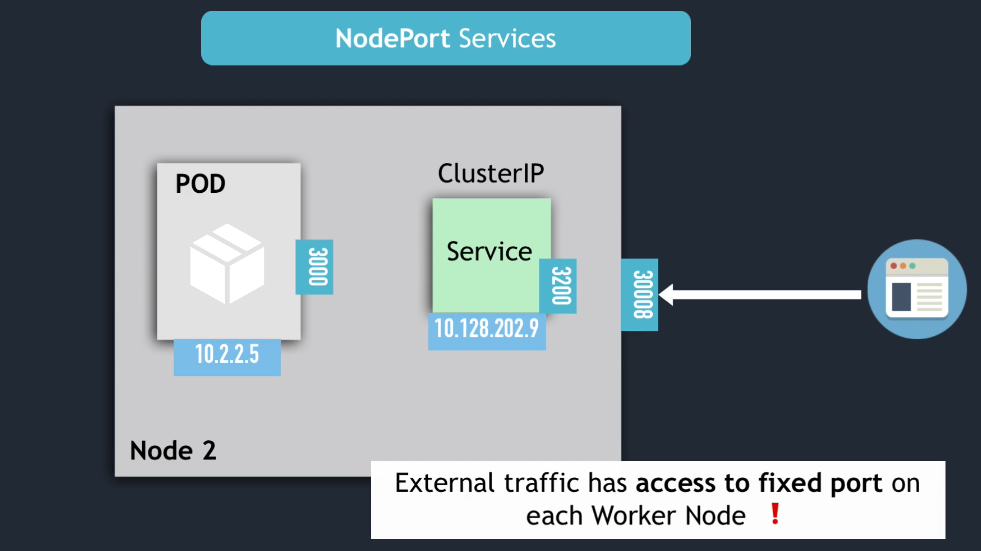 NodePort Services
POD
3000
10.2.2.5
ClusterIP
Service
3200
10.128.202.9
30008
Node 2
External traffic has access to fixed port on
each Worker Node !